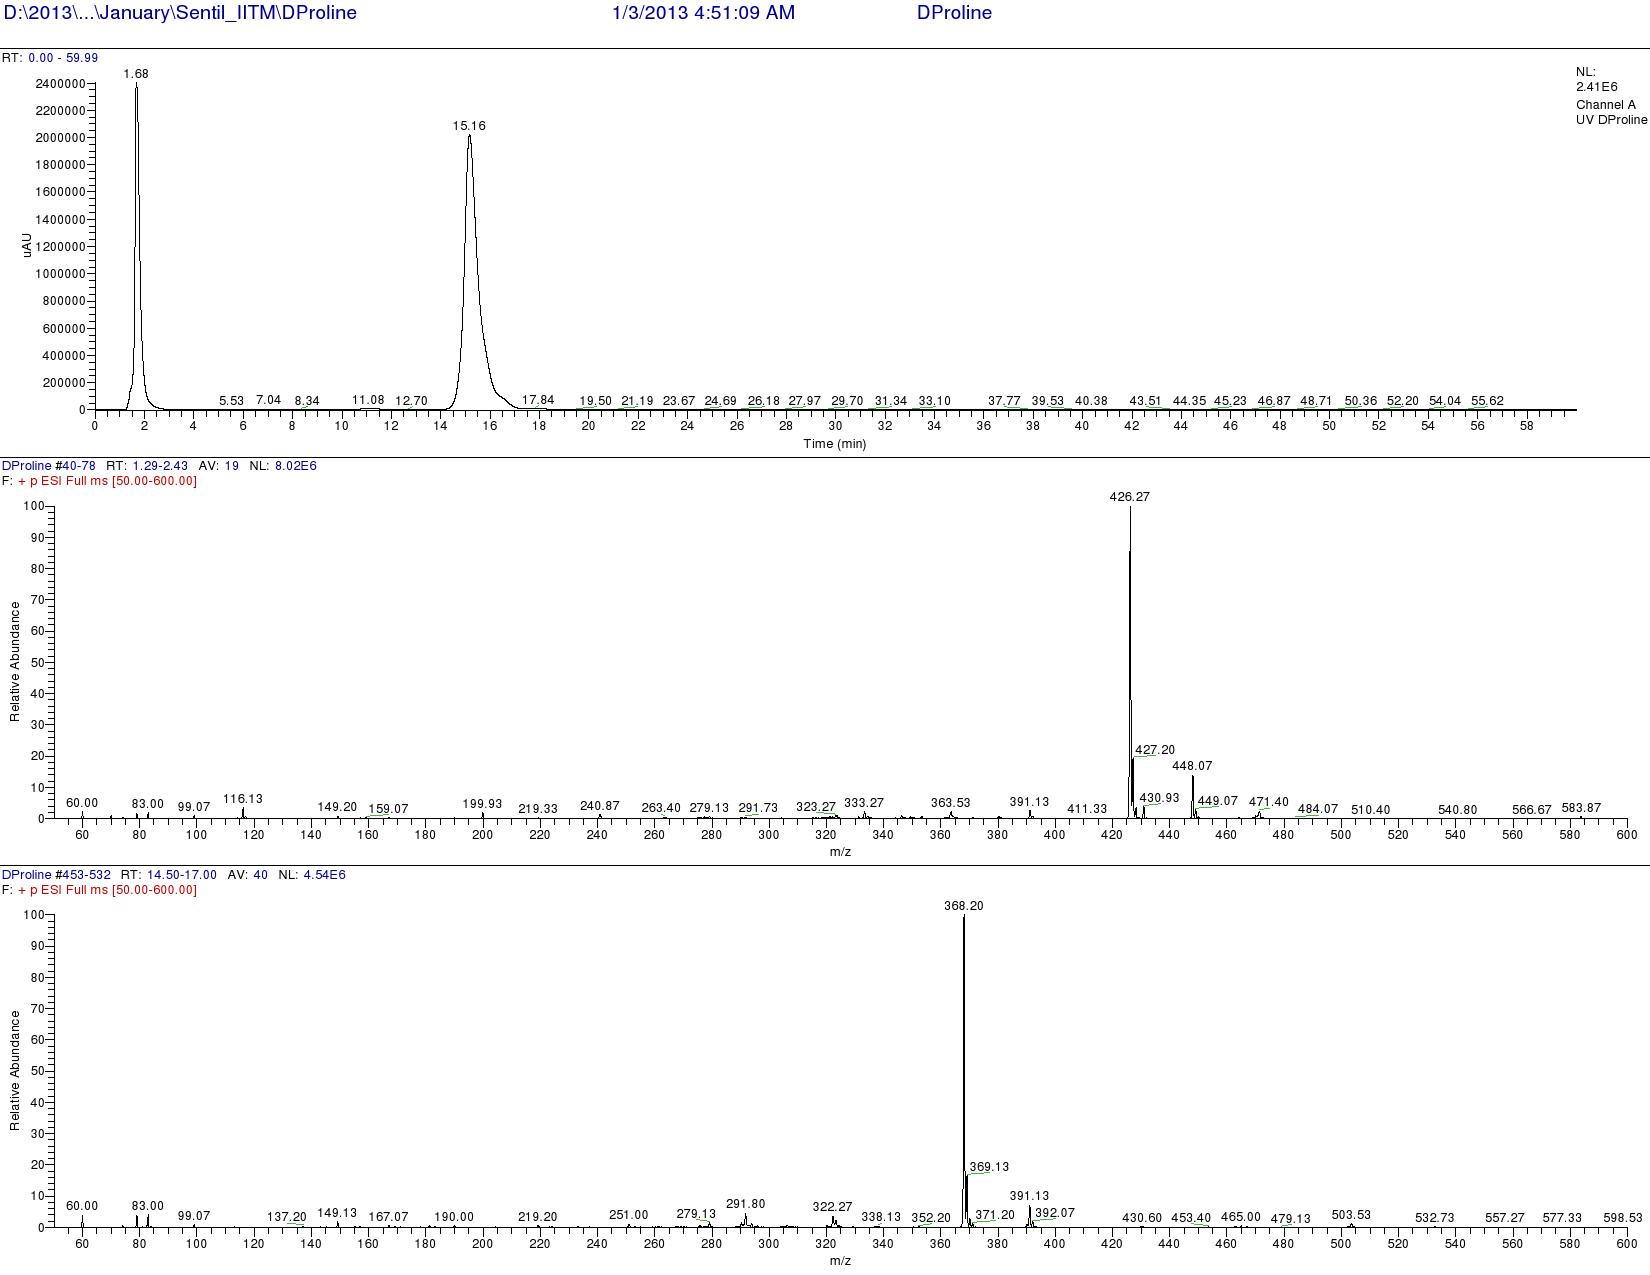 D:\2013\...\January\Sentil_IITM\DProline 1/3/2013 4:51:09 AM DProline
RT: 0.00 - 59.99
NL:
2.41E6
Channel A
UV DProline
1.68
15.16
2400000
2200000
2000000
1800000
1600000
1400000
1200000
1000000
800000
600000
400000
200000
0
uAU
5.53 7.04 8.34 11.08 12.70 17.84 19.50 21.19 23.67 24.69 26.18 27.97 29.70 31.34 33.10 37.77 39.53 40.38 43.51 44.35 45.23 46.87 48.71 50.36 52.20 54.04 55.62
0 2 4 6 8 10 12 14 16 18 20 22 24 26 28 30 32 34 36 38 40 42 44 46 48 50 52 54 56 58
Time (min)
DProline #40-78 RT: 1.29-2.43 AV: 19 NL: 8.02E6
F: + p ESI Full ms [50.00-600.00]
426.27
100
90
80
70
60
50
40
30
20
10
0
Relative Abundance
427.20
448.07
60.00 83.00 99.07 116.13 149.20 159.07 199.93 219.33 240.87 263.40 279.13 291.73 323.27 333.27 363.53 391.13 411.33 430.93 449.07 471.40 484.07 510.40 540.80 566.67 583.87
60 80 100 120 140 160 180 200 220 240 260 280 300 320 340 360 380 400 420 440 460 480 500 520 540 560 580 600
m/z
DProline #453-532 RT: 14.50-17.00 AV: 40 NL: 4.54E6
F: + p ESI Full ms [50.00-600.00]
368.20
100
90
80
70
60
50
40
30
20
10
0
Relative Abundance
369.13
391.13
60.00 83.00 99.07 137.20 149.13 167.07 190.00 219.20 251.00 279.13 291.80 322.27 338.13 352.20 371.20 392.07 430.60 453.40 465.00 479.13 503.53 532.73 557.27 577.33 598.53
60 80 100 120 140 160 180 200 220 240 260 280 300 320 340 360 380 400 420 440 460 480 500 520 540 560 580 600
m/z